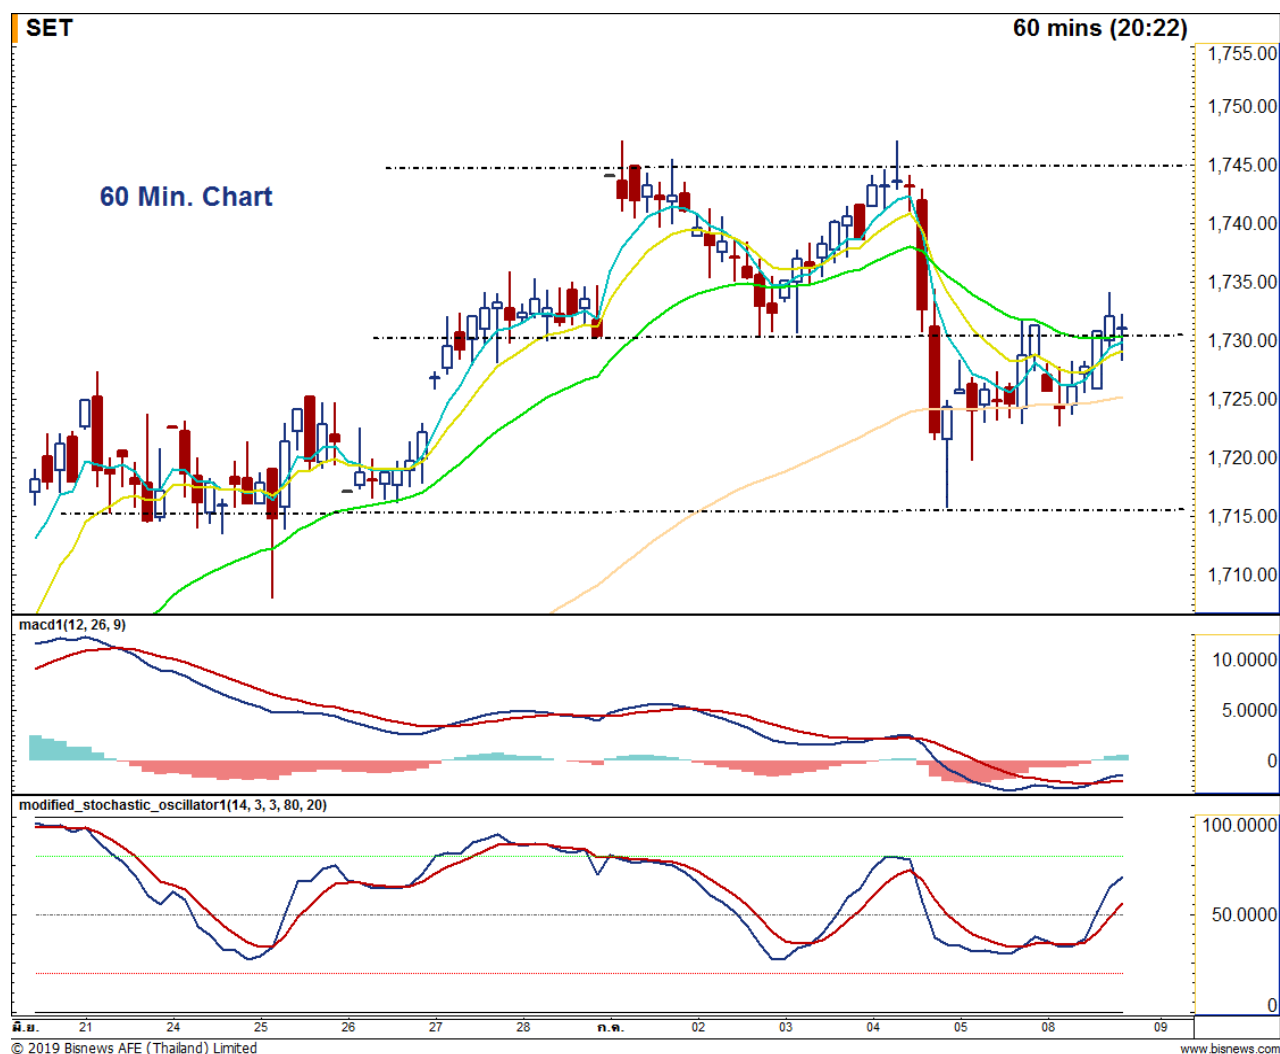 SET 60 mins (20:22)
1,755.00
1,750.00
1,745.00
60 Min. Chart
1,740.00
1,735.00
1,730.00
1,725.00
1,720.00
1,715.00
1,710.00
macd1(12, 26, 9)
10.0000
5.0000
0
modified_stochastic_oscillator1(14, 3, 3, 80, 20)
100.0000
50.0000
0
มิ.ย. 21 24 25 26 27 28 ก.ค. 02 03 04 05 08 09
© 2019 Bisnews AFE (Thailand) Limited www.bisnews.com